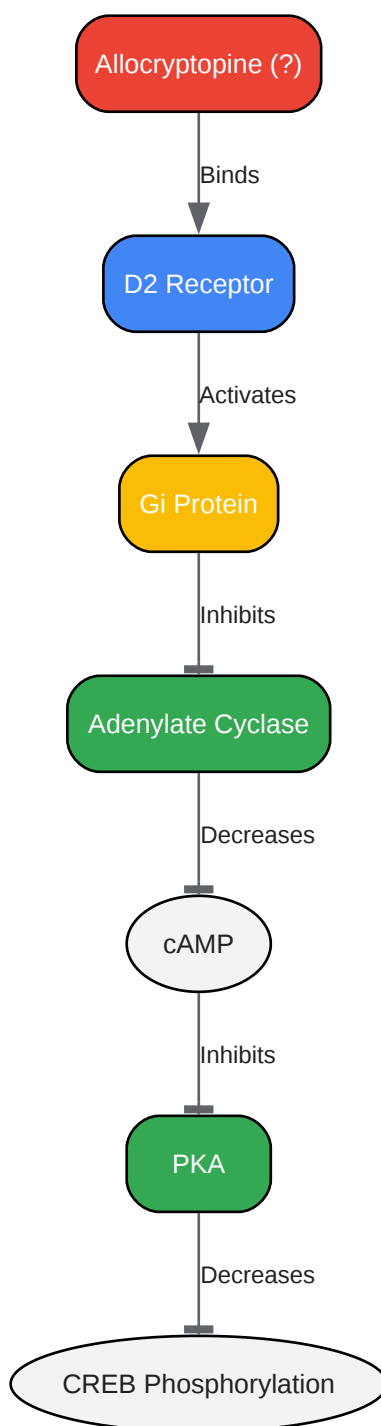 Allocryptopine (?)
Binds
D2 Receptor
Activates
Gi Protein
Inhibits
Adenylate Cyclase
Decreases
cAMP
Inhibits
PKA
Decreases
CREB Phosphorylation